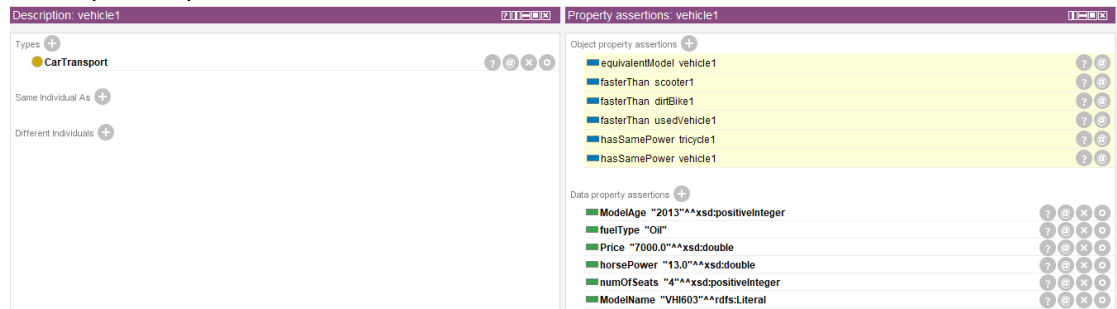 Description: vehicle1
Types
CarTransport
Same Individual As
Different Individuals
Property assertions: vehicle1
Object property assertions
equivalentModel vehicle1
fasterThan scooter1
fasterThan dirtBike1
fasterThan usedVehicle1
hasSamePower tricycle1
hasSamePower vehicle1
Data property assertions
ModelAge "2013"^^xsd:positiveInteger
fuelType "Oil"
Price "7000.0"^^xsd:double
horsePower "13.0"^^xsd:double
numOfSeats "4"^^xsd:positiveInteger
ModelName "VHI603"^^rdfs:Literal